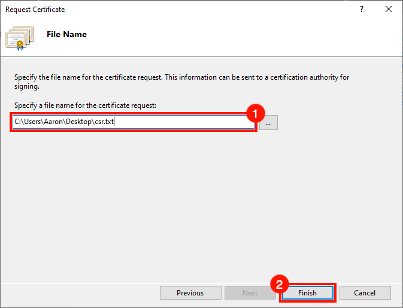 Request Certificate
File Name
Specify the file name for the certificate request. This information can be sent to a certification authority for
signing.
Specify a file name for the certificate request:
1
C:\Users\Aaron\Desktop\csr.txt
...
2
Previous Next Finish Cancel